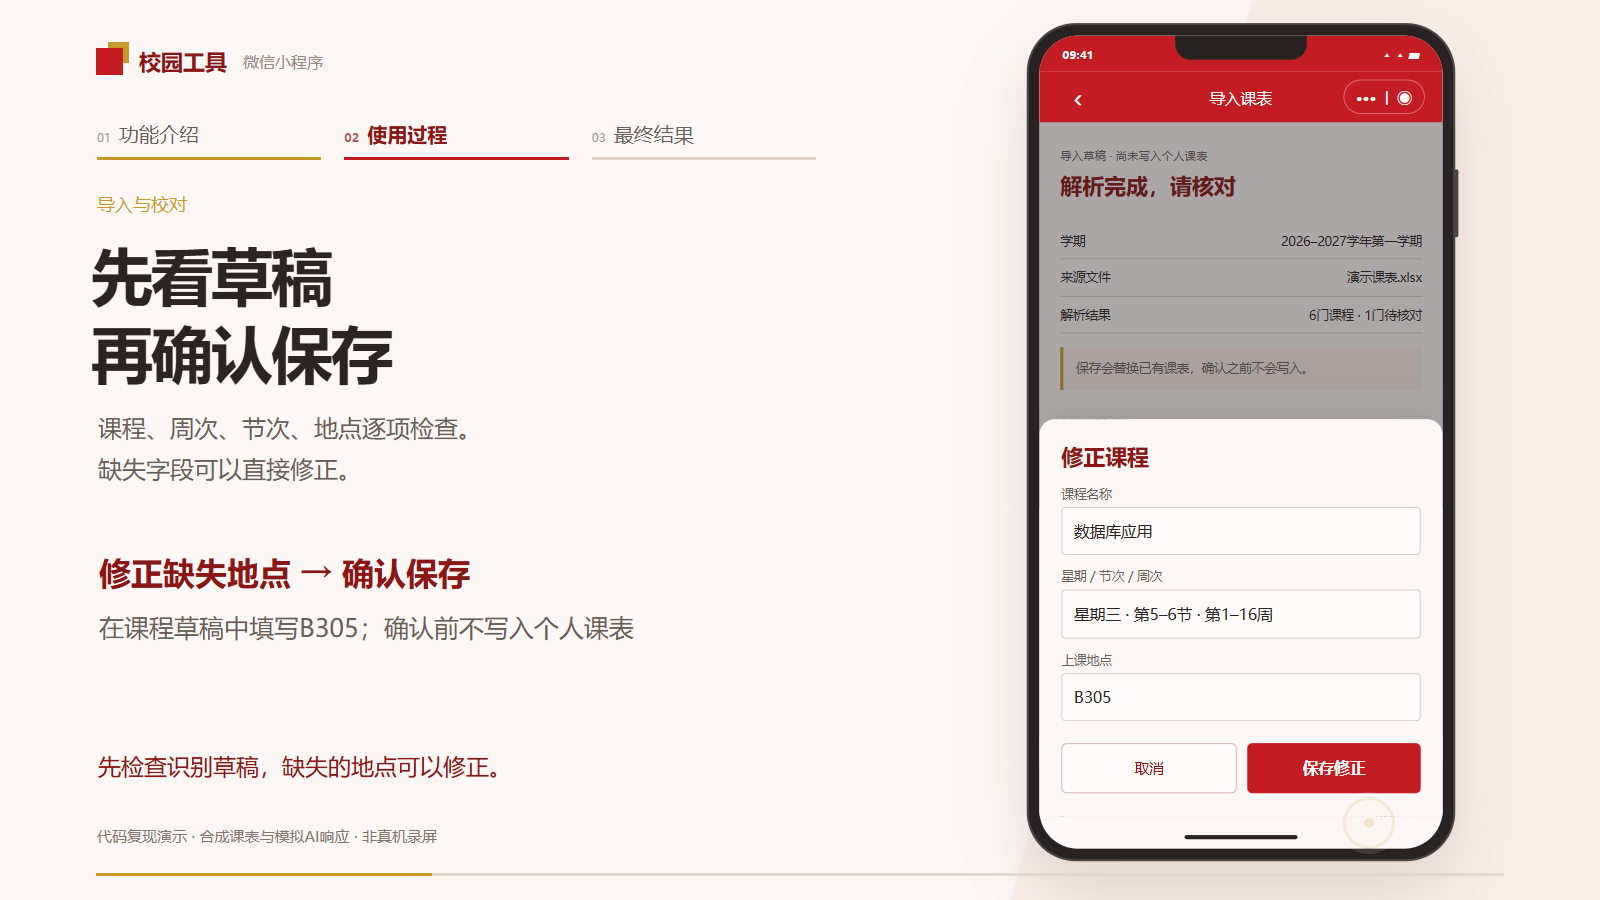 校园工具 微信小程序
01 功能介绍
02 使用过程
03 最终结果
导入与校对
先看草稿
再确认保存
课程、周次、节次、地点逐项检查。
缺失字段可以直接修正。
修正缺失地点 → 确认保存
在课程草稿中填写B305；确认前不写入个人课表
先检查识别草稿，缺失的地点可以修正。
代码复现演示 · 合成课表与模拟AI响应 · 非真机录屏
09:41
导入课表
导入草稿 · 尚未写入个人课表
解析完成，请核对
学期 2026–2027学年第一学期
来源文件 演示课表.xlsx
解析结果 6门课程 · 1门待核对
保存会替换已有课表，确认之前不会写入。
修正课程
课程名称
数据库应用
星期 / 节次 / 周次
星期三 · 第5–6节 · 第1–16周
上课地点
B305
取消
保存修正